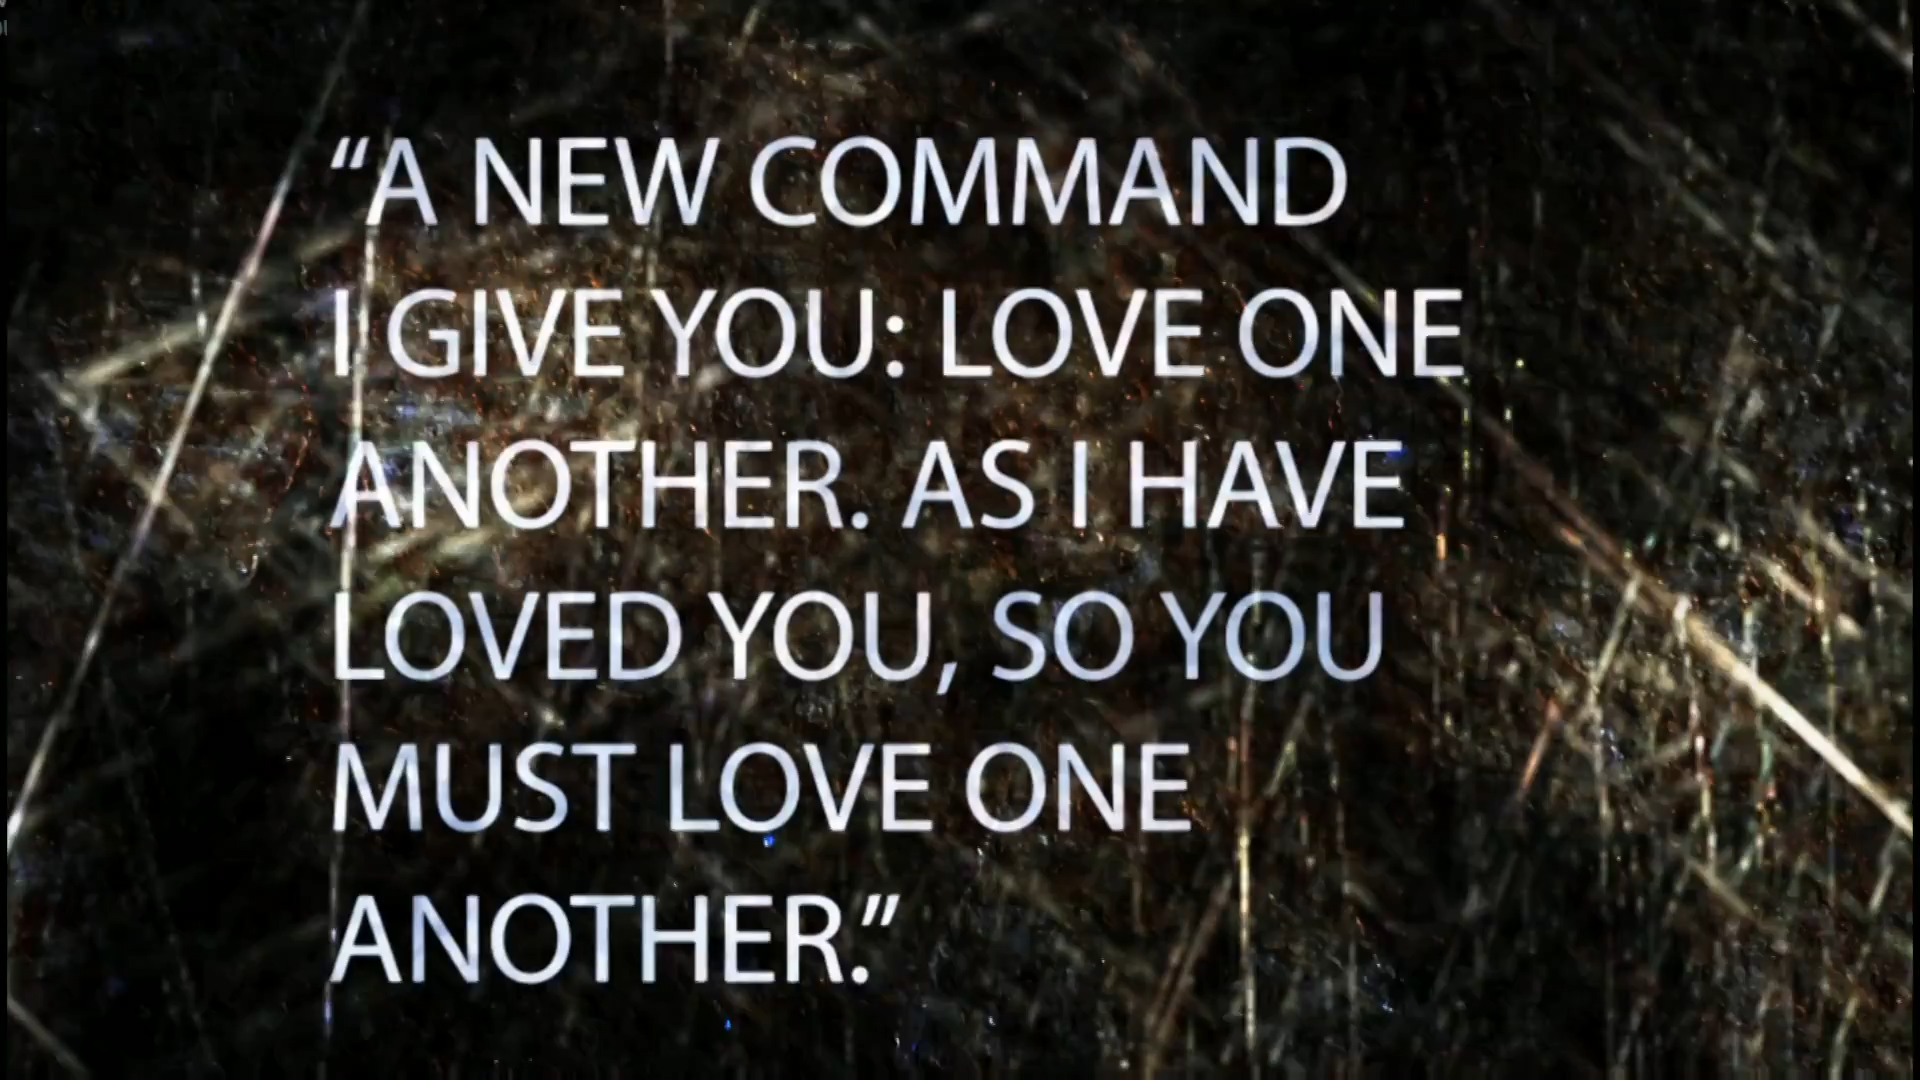 “A NEW COMMAND
I GIVE YOU: LOVE ONE
ANOTHER. AS I HAVE
LOVED YOU, SO YOU
MUST LOVE ONE
ANOTHER.”